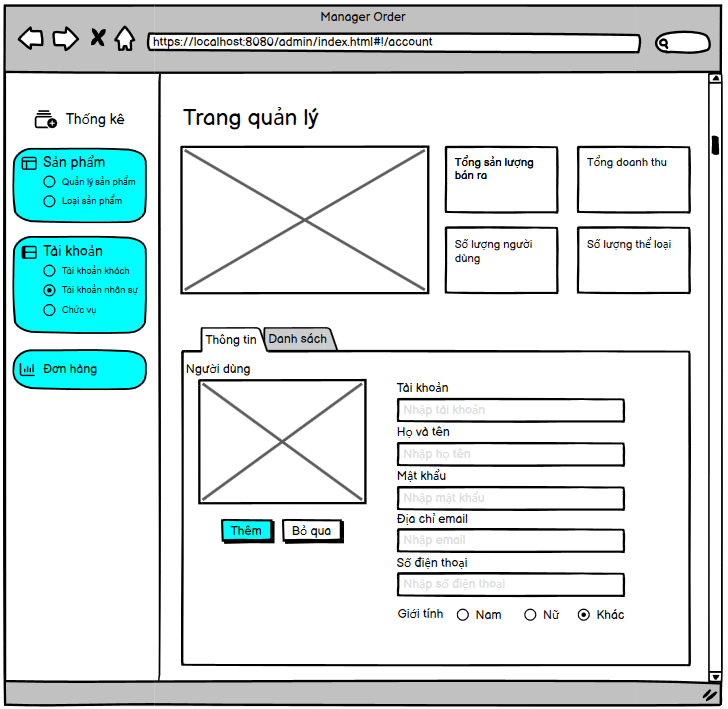 Manager Order
https://localhost:8080/admin/index.html#!/account
Thống kê
Sản phẩm
Quản lý sản phẩm
Loại sản phẩm
Tài khoản
Tài khoản khách
Tài khoản nhân sự
Chức vụ
Đơn hàng
Trang quản lý
Tổng sản lượng
bán ra
Tổng doanh thu
Số lượng người
dùng
Số lượng thể loại
Thông tin
Danh sách
Người dùng
Thêm
Bỏ qua
Tài khoản
Nhập tài khoản
Họ và tên
Nhập họ tên
Mật khẩu
Nhập mật khẩu
Địa chỉ email
Nhập email
Số điện thoại
Nhập số điện thoại
Giới tính Nam Nữ Khác